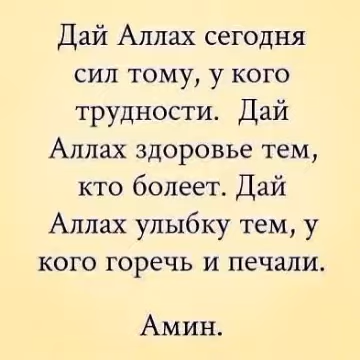 Дай Аллах сегодня
сил тому, у кого
трудности. Дай
Аллах здоровье тем,
кто болеет. Дай
Аллах улыбку тем, у
кого горечь и печали.
Амин.